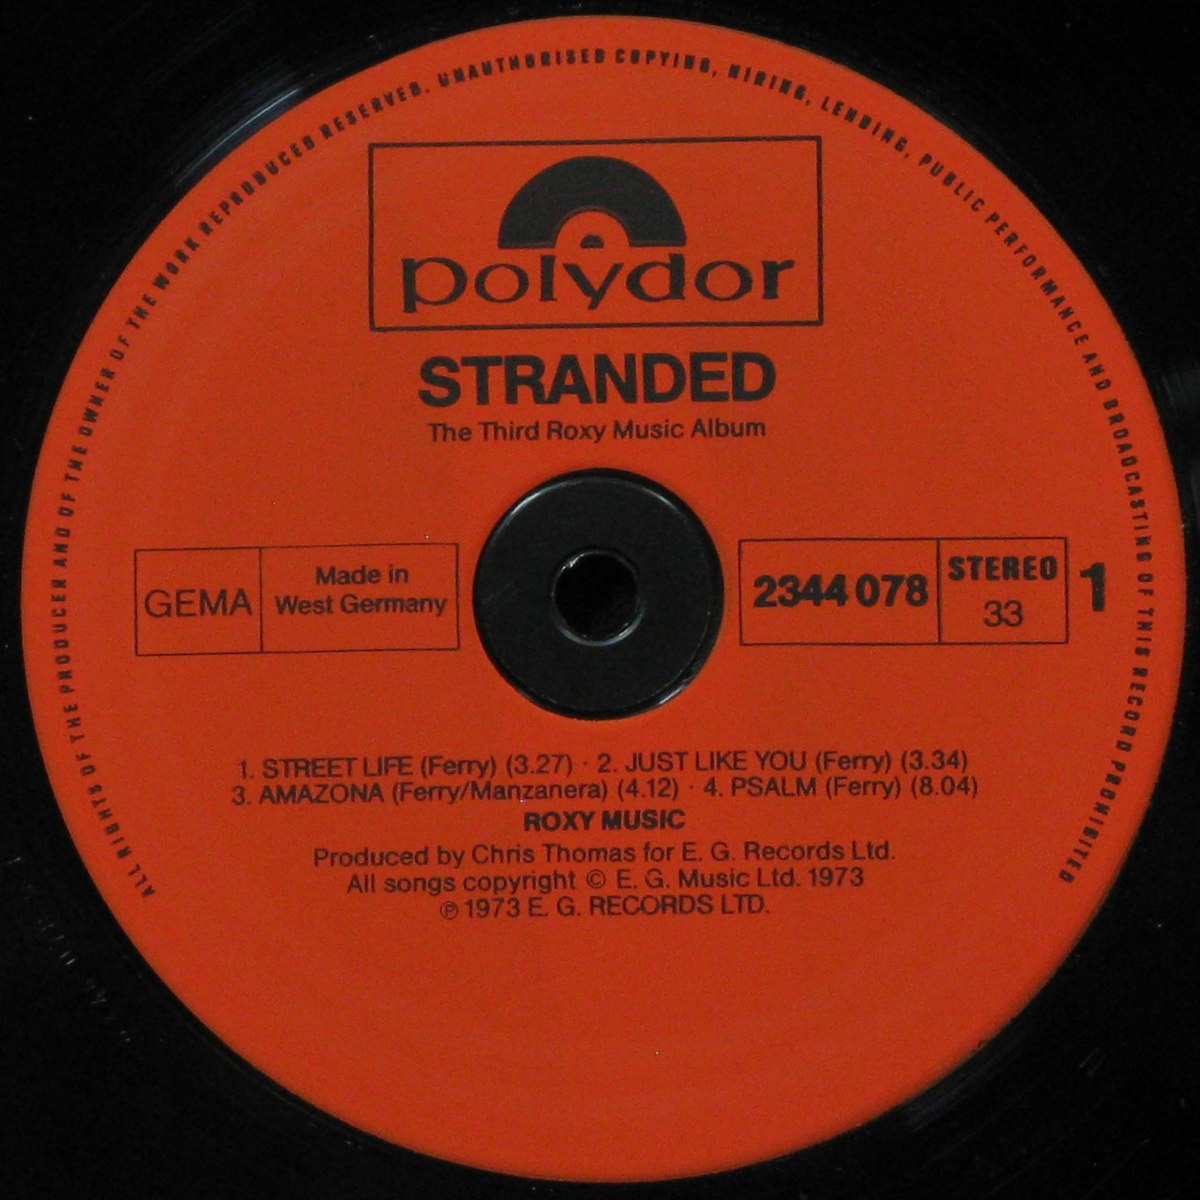 ALL RIGHTS OF THE PRODUCER AND OF THE OWNER OF THE WORK REPRODUCED RESERVED. UNAUTHORISED COPYING, HIRING, LENDING, PUBLIC PERFORMANCE AND BROADCASTING OF THIS RECORD PROHIBITED
polydor
STRANDED
The Third Roxy Music Album
GEMA
Made in
West Germany
2344 078
STEREO
33
1
1. STREET LIFE (Ferry) (3.27) · 2. JUST LIKE YOU (Ferry) (3.34)
3. AMAZONA (Ferry/Manzanera) (4.12) · 4. PSALM (Ferry) (8.04)
ROXY MUSIC
Produced by Chris Thomas for E. G. Records Ltd.
All songs copyright © E. G. Music Ltd. 1973
℗ 1973 E. G. RECORDS LTD.